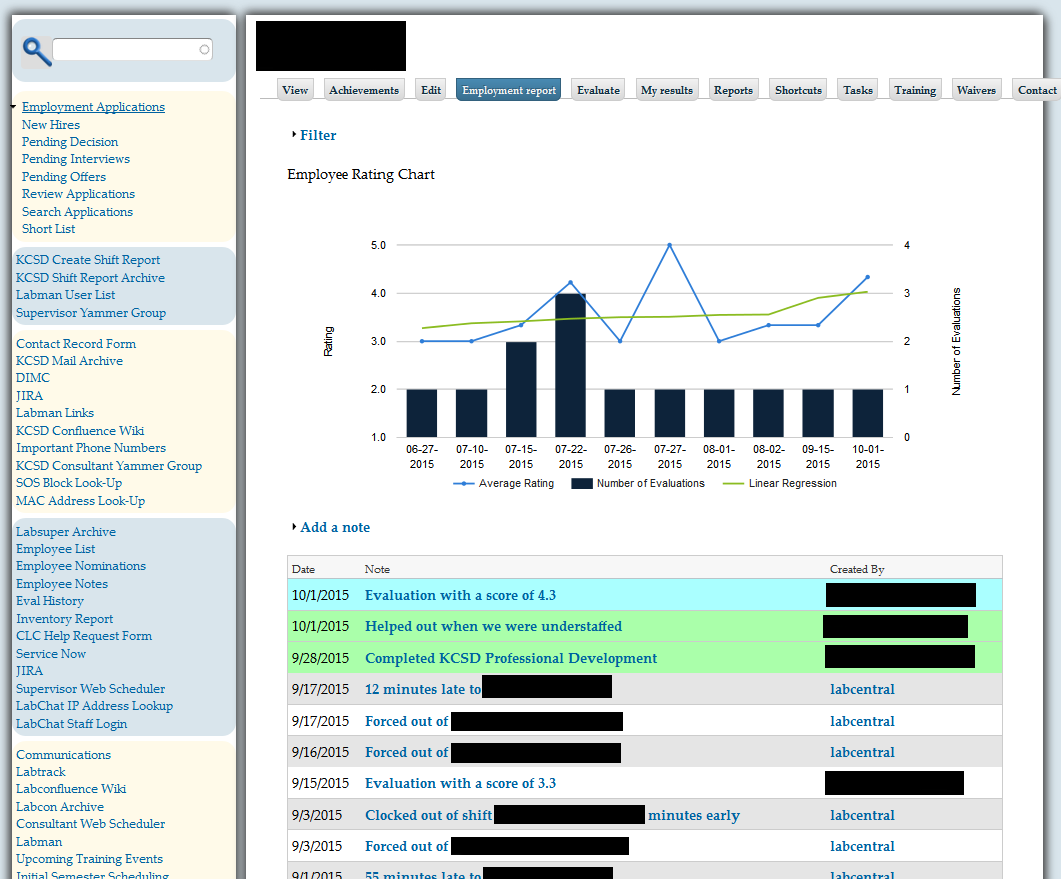 Employment Applications
New Hires
Pending Decision
Pending Interviews
Pending Offers
Review Applications
Search Applications
Short List
KCSD Create Shift Report
KCSD Shift Report Archive
Labman User List
Supervisor Yammer Group
Contact Record Form
KCSD Mail Archive
DIMC
JIRA
Labman Links
KCSD Confluence Wiki
Important Phone Numbers
KCSD Consultant Yammer Group
SOS Block Look-Up
MAC Address Look-Up
Labsuper Archive
Employee List
Employee Nominations
Employee Notes
Eval History
Inventory Report
CLC Help Request Form
Service Now
JIRA
Supervisor Web Scheduler
LabChat IP Address Lookup
LabChat Staff Login
Communications
Labtrack
Labconfluence Wiki
Labcon Archive
Consultant Web Scheduler
Labman
Upcoming Training Events
Initial Semester Scheduling
View Achievements Edit Employment report Evaluate My results Reports Shortcuts Tasks Training Waivers Contact
Filter
Employee Rating Chart
5.0 4
4.0 3
3.0 2
2.0 1
1.0 0
Rating
Number of Evaluations
06-27- 07-10- 07-15- 07-22- 07-26- 07-27- 08-01- 08-02- 09-15- 10-01-
2015 2015 2015 2015 2015 2015 2015 2015 2015 2015
Average Rating Number of Evaluations Linear Regression
Add a note
Date Note Created By
10/1/2015 Evaluation with a score of 4.3
10/1/2015 Helped out when we were understaffed
9/28/2015 Completed KCSD Professional Development
9/17/2015 12 minutes late to labcentral
9/17/2015 Forced out of labcentral
9/16/2015 Forced out of labcentral
9/15/2015 Evaluation with a score of 3.3
9/3/2015 Clocked out of shift minutes early labcentral
9/3/2015 Forced out of labcentral
9/1/2015 55 minutes late to labcentral